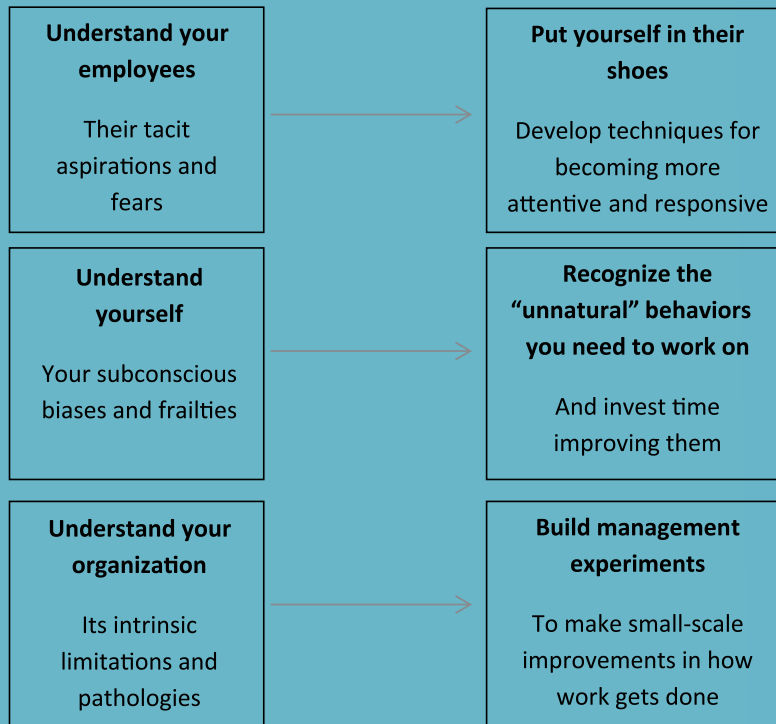 Understand your
employees
Their tacit
aspirations and
fears
Put yourself in their
shoes
Develop techniques for
becoming more
attentive and responsive
Understand
yourself
Your subconscious
biases and frailties
Recognize the
“unnatural” behaviors
you need to work on
And invest time
improving them
Understand your
organization
Its intrinsic
limitations and
pathologies
Build management
experiments
To make small-scale
improvements in how
work gets done